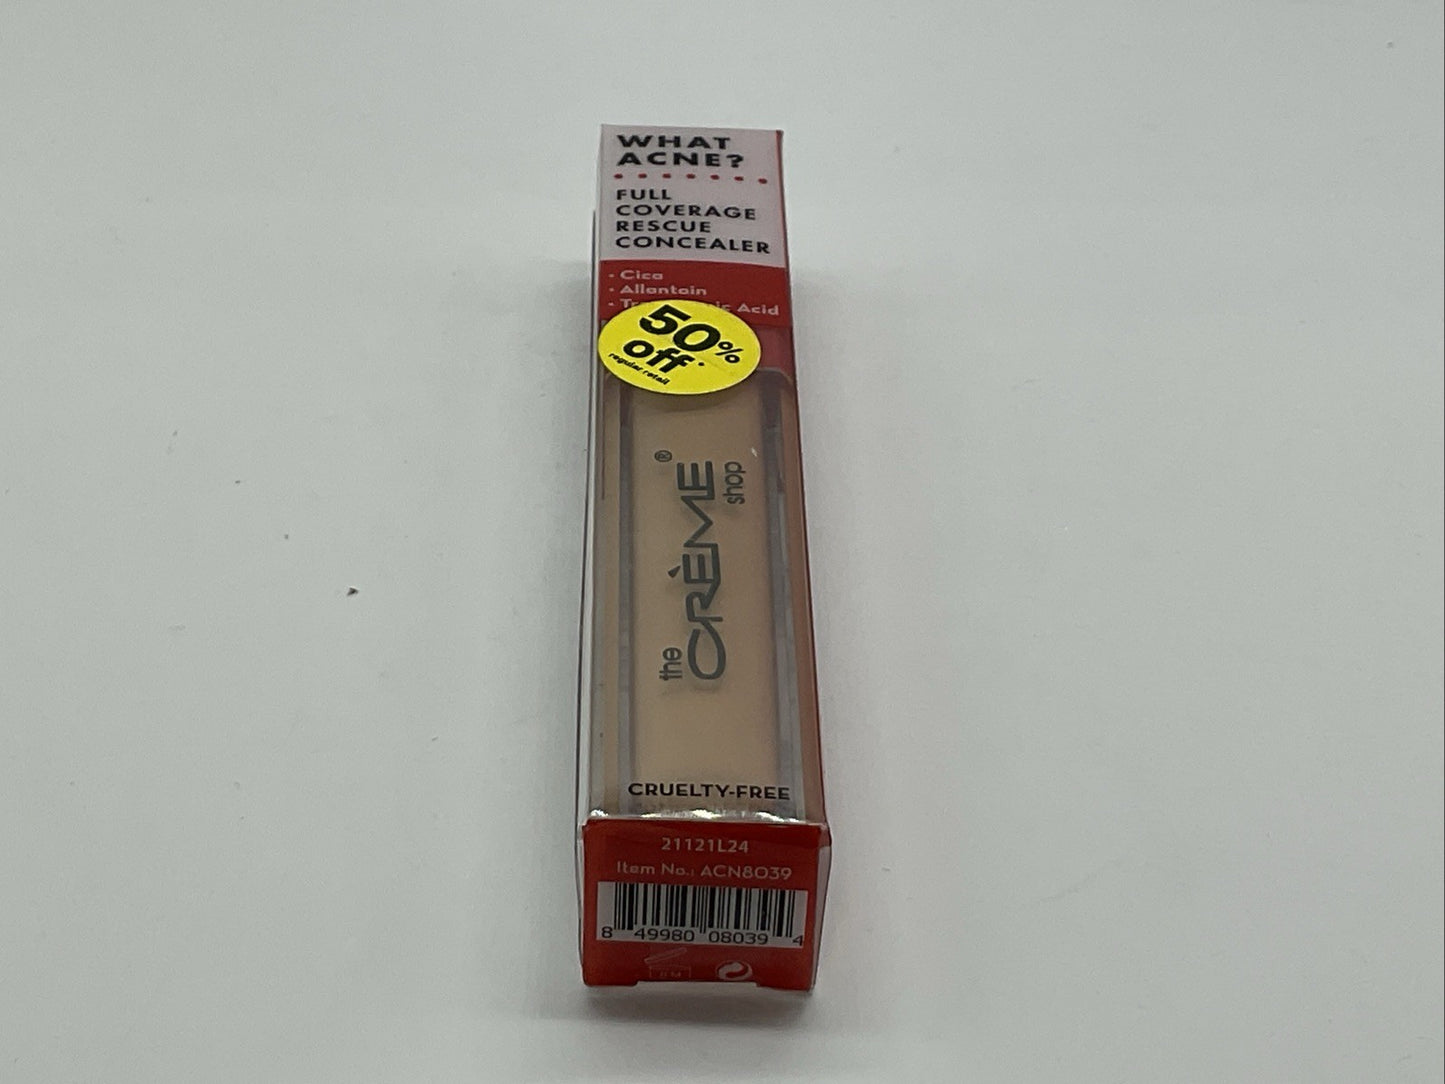 WHAT
ACNE?
FULL
COVERAGE
RESCUE
CONCEALER
• Cica
• Allantoin
• Acid
50%
off*
regular retail
the CRÈME shop ®
CRUELTY-FREE
21121L24
Item No.: ACN8039
8 49980 08039 4